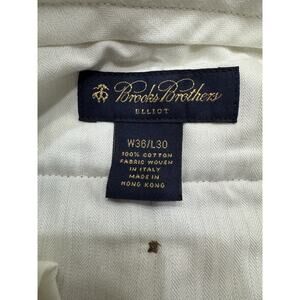 Brooks Brothers
ELLIOT
W36/L30
100% COTTON
FABRIC WOVEN
IN ITALY
MADE IN
HONG KONG